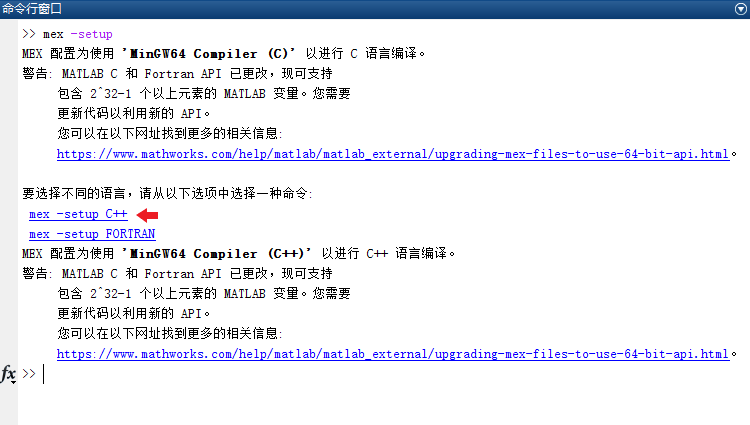 命令行窗口
>> mex -setup
MEX 配置为使用 'MinGW64 Compiler (C)' 以进行 C 语言编译。
警告: MATLAB C 和 Fortran API 已更改，现可支持
包含 2^32-1 个以上元素的 MATLAB 变量。您需要
更新代码以利用新的 API。
您可以在以下网址找到更多的相关信息:
https://www.mathworks.com/help/matlab/matlab_external/upgrading-mex-files-to-use-64-bit-api.html。
要选择不同的语言，请从以下选项中选择一种命令:
mex -setup C++
mex -setup FORTRAN
MEX 配置为使用 'MinGW64 Compiler (C++)' 以进行 C++ 语言编译。
警告: MATLAB C 和 Fortran API 已更改，现可支持
包含 2^32-1 个以上元素的 MATLAB 变量。您需要
更新代码以利用新的 API。
您可以在以下网址找到更多的相关信息:
https://www.mathworks.com/help/matlab/matlab_external/upgrading-mex-files-to-use-64-bit-api.html。
fx >>